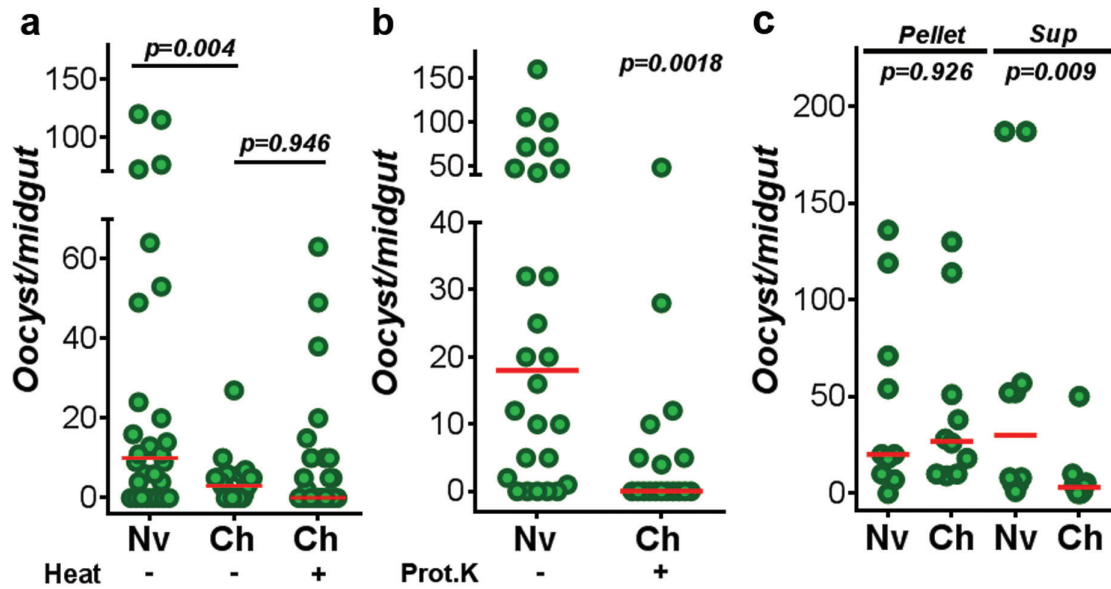 a
p=0.004
p=0.946
Oocyst/midgut
150
100
60
40
20
0
Nv Ch Ch
Heat - - +
b
p=0.0018
Oocyst/midgut
150
100
50
40
30
20
10
0
Nv Ch
Prot.K - +
c
Pellet Sup
p=0.926 p=0.009
Oocyst/midgut
200
150
100
50
0
Nv Ch Nv Ch